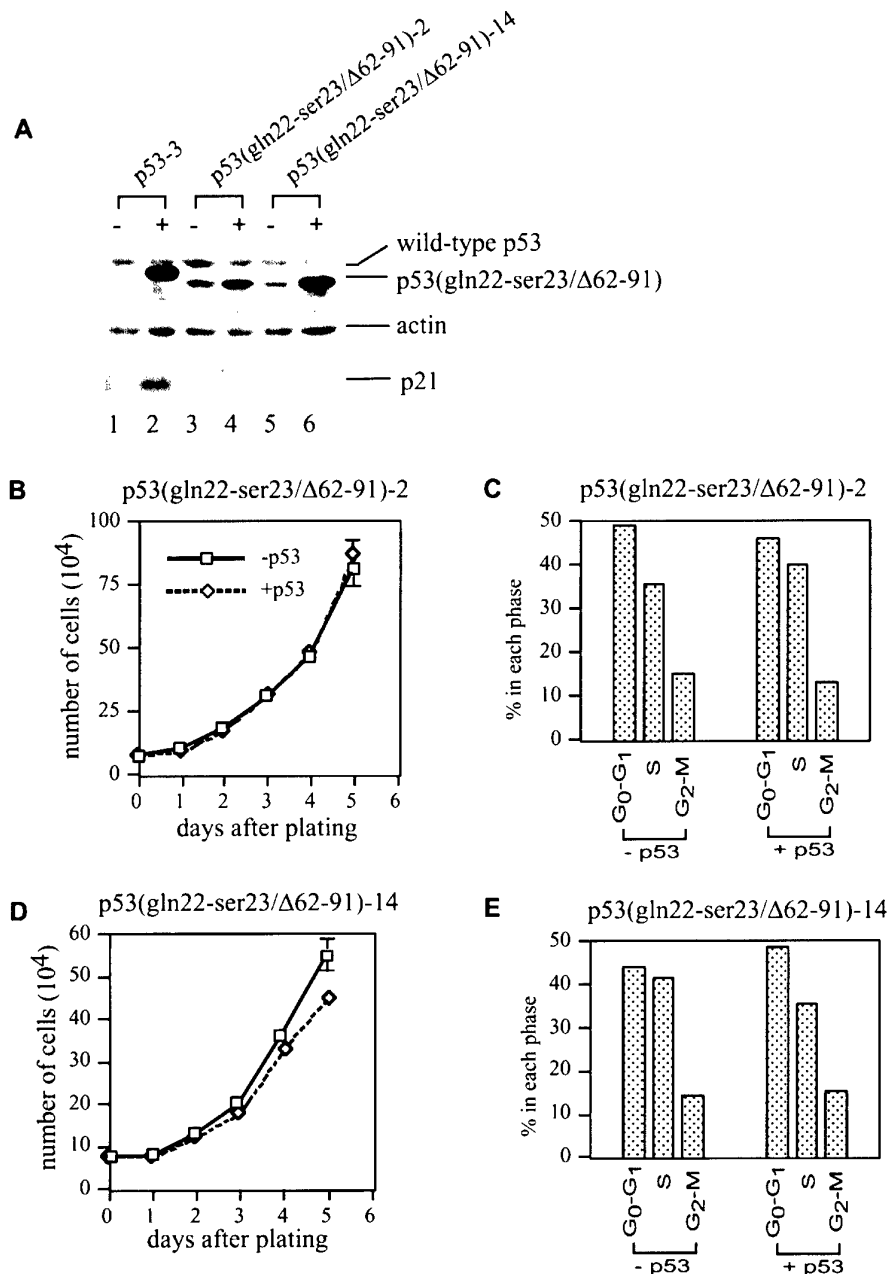 A
p53-3
p53(gln22-ser23/Δ62-91)-2
p53(gln22-ser23/Δ62-91)-14
- + - + - +
wild-type p53
p53(gln22-ser23/Δ62-91)
actin
p21
1 2 3 4 5 6
B
p53(gln22-ser23/Δ62-91)-2
number of cells (10⁴)
100
75
50
25
0
-p53
+p53
0 1 2 3 4 5 6
days after plating
C
p53(gln22-ser23/Δ62-91)-2
% in each phase
50
40
30
20
10
0
G₀-G₁ S G₂-M G₀-G₁ S G₂-M
- p53 + p53
D
p53(gln22-ser23/Δ62-91)-14
number of cells (10⁴)
60
50
40
30
20
10
0
0 1 2 3 4 5 6
days after plating
E
p53(gln22-ser23/Δ62-91)-14
% in each phase
50
40
30
20
10
0
G₀-G₁ S G₂-M G₀-G₁ S G₂-M
- p53 + p53